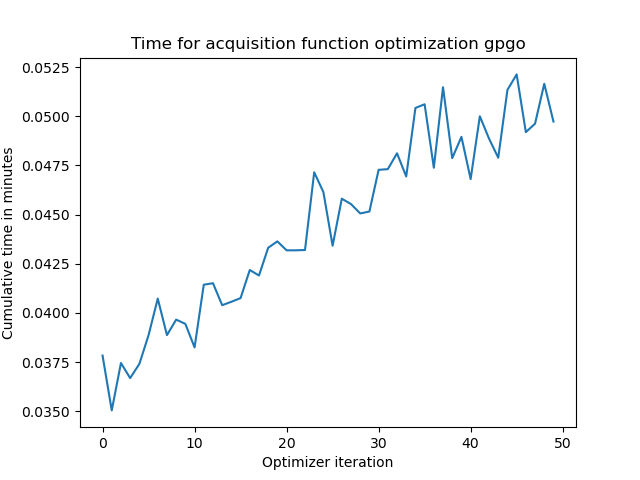 Time for acquisition function optimization gpgo
0.0525
0.0500
0.0475
0.0450
0.0425
0.0400
0.0375
0.0350
Cumulative time in minutes
0 10 20 30 40 50
Optimizer iteration